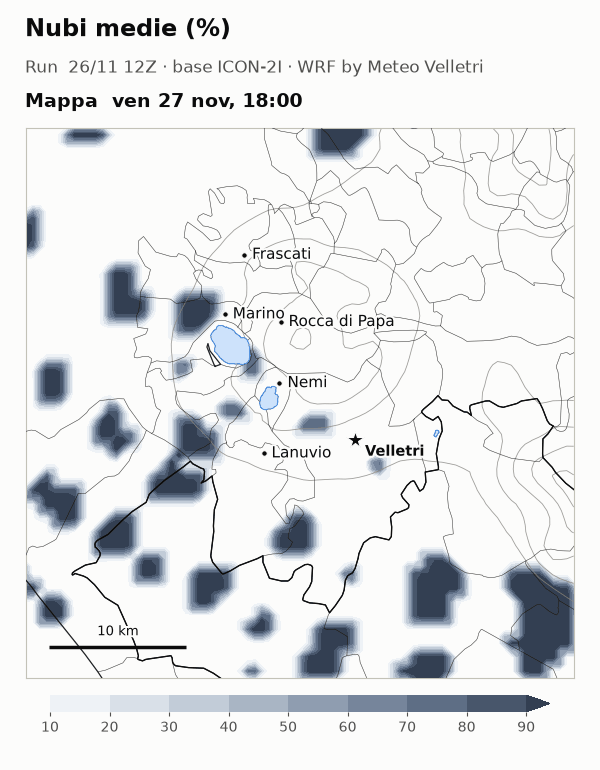 Nubi medie (%)
Run  26/11 12Z · base ICON-2I · WRF by Meteo Velletri
Mappa  ven 27 nov, 18:00
Frascati
Marino
Rocca di Papa
Nemi
Velletri
Lanuvio
10 km
10 20 30 40 50 60 70 80 90